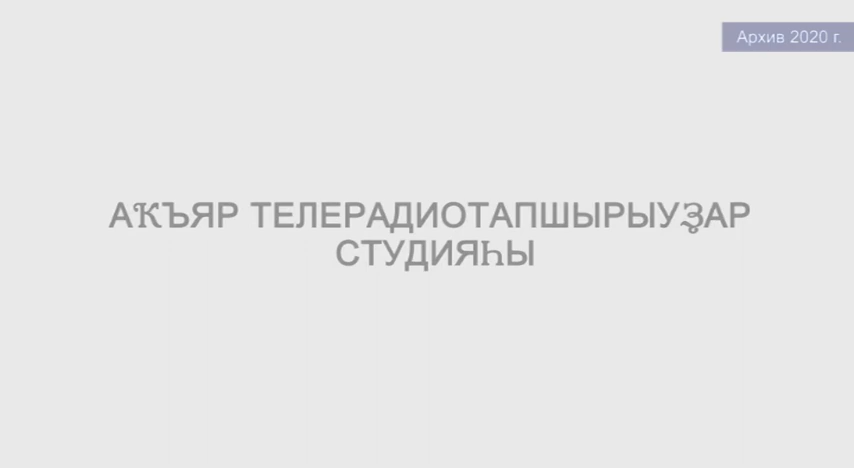 Архив 2020 г.
АҠЪЯР ТЕЛЕРАДИОТАПШЫРЫУҘАР
СТУДИЯҺЫ